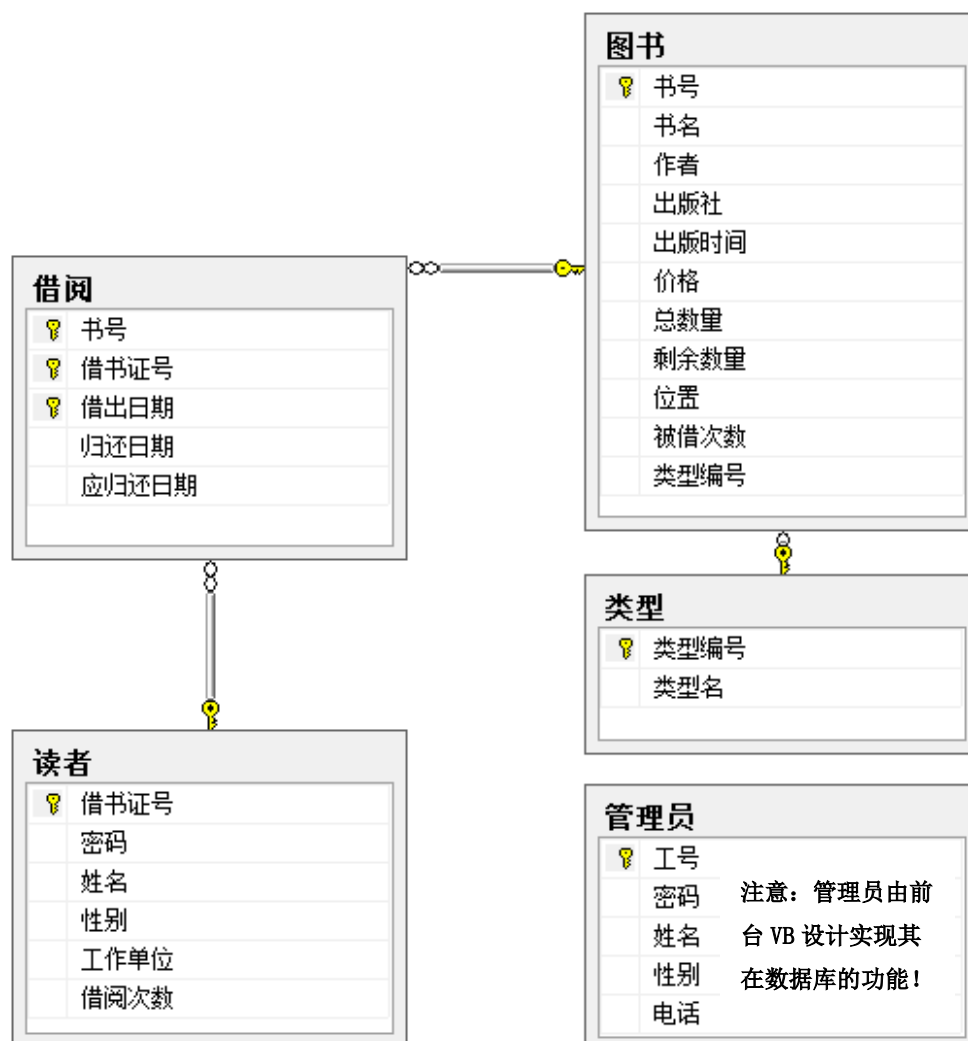 图书
书号
书名
作者
出版社
出版时间
价格
总数量
剩余数量
位置
被借次数
类型编号
借阅
书号
借书证号
借出日期
归还日期
应归还日期
类型
类型编号
类型名
读者
借书证号
密码
姓名
性别
工作单位
借阅次数
管理员
工号
密码
姓名
性别
电话
注意：管理员由前
台 VB 设计实现其
在数据库的功能！